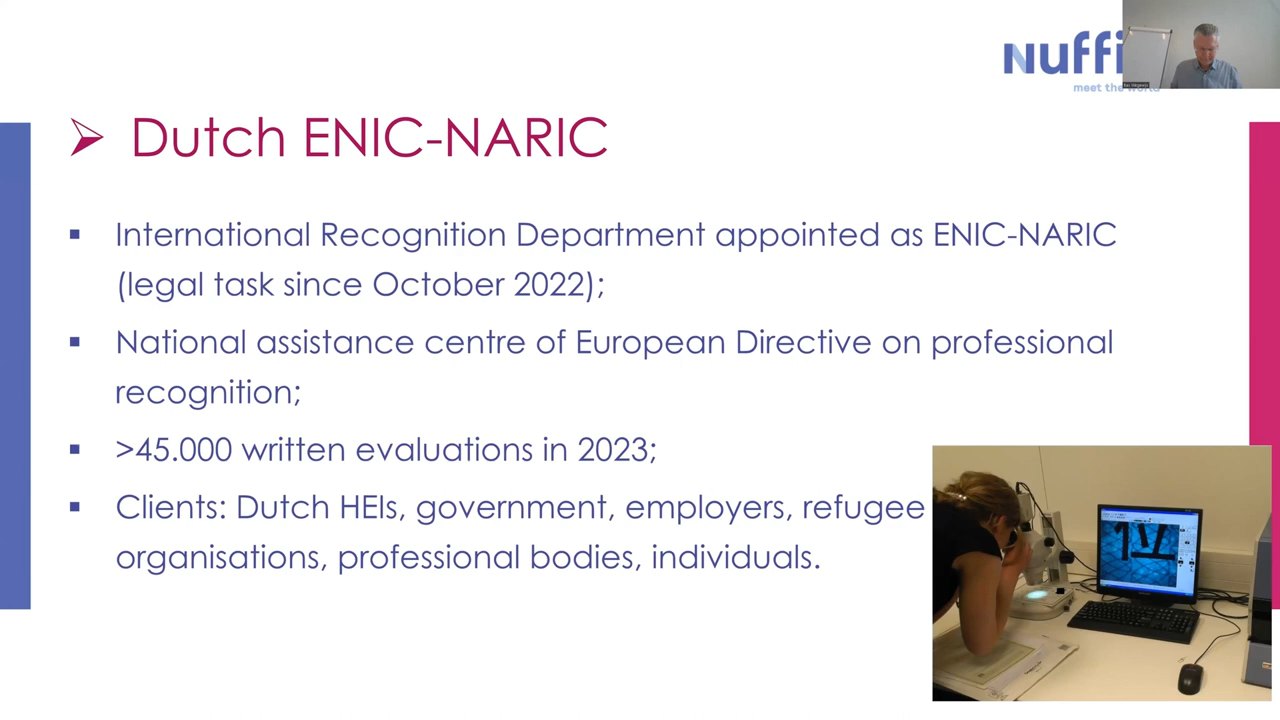 Nuffi
meet the world
➢ Dutch ENIC-NARIC
▪ International Recognition Department appointed as ENIC-NARIC
(legal task since October 2022);
▪ National assistance centre of European Directive on professional
recognition;
▪ >45.000 written evaluations in 2023;
▪ Clients: Dutch HEIs, government, employers, refugee
organisations, professional bodies, individuals.